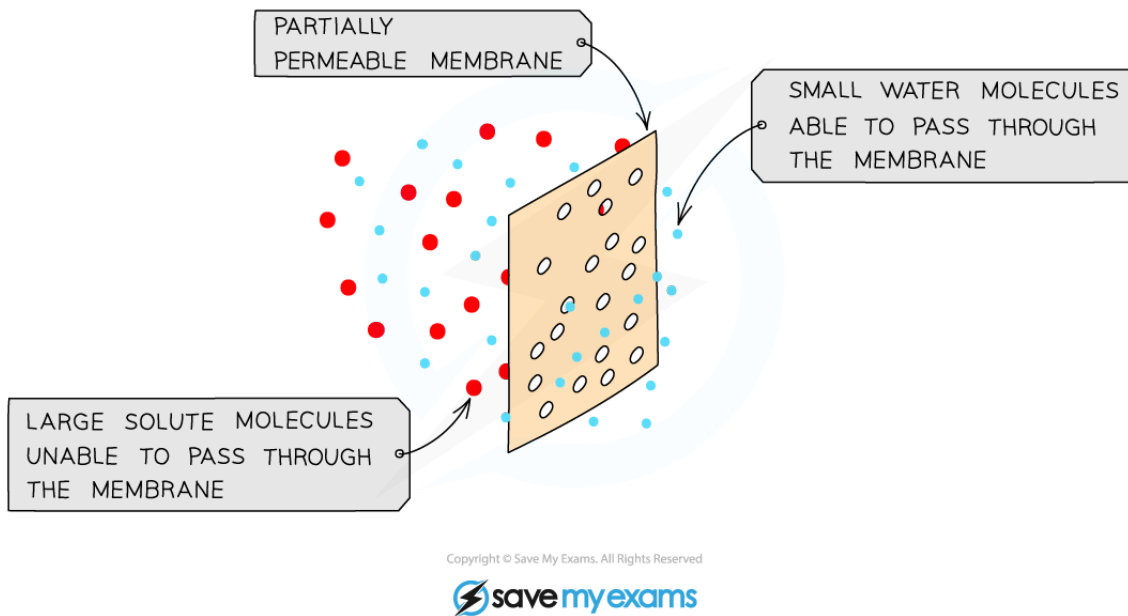 PARTIALLY
PERMEABLE MEMBRANE
SMALL WATER MOLECULES
ABLE TO PASS THROUGH
THE MEMBRANE
LARGE SOLUTE MOLECULES
UNABLE TO PASS THROUGH
THE MEMBRANE
Copyright © Save My Exams. All Rights Reserved
save my exams